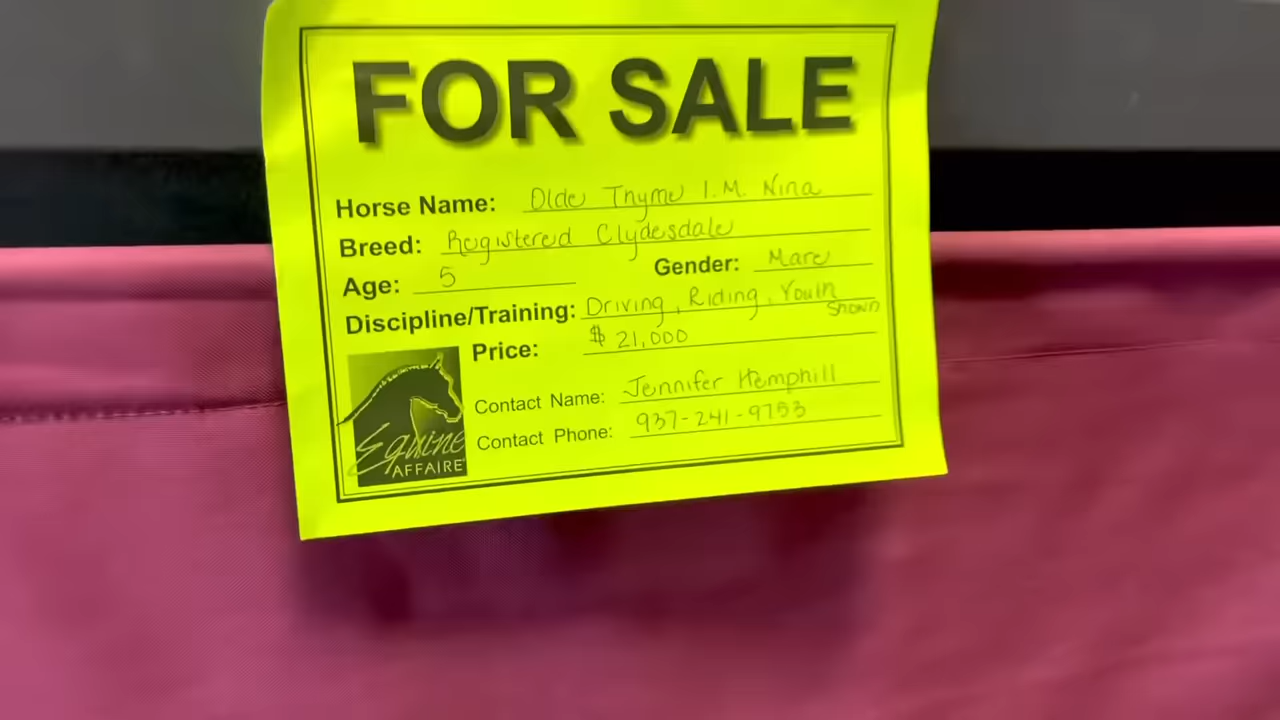 FOR SALE
Horse Name: Olde Thyme I.M. Nina
Breed: Registered Clydesdale
Age: 5 Gender: Mare
Discipline/Training: Driving, Riding, Youth Shown
Price: $ 21,000
Contact Name: Jennifer Hemphill
Contact Phone: 937-241-9753
Equine
AFFAIRE